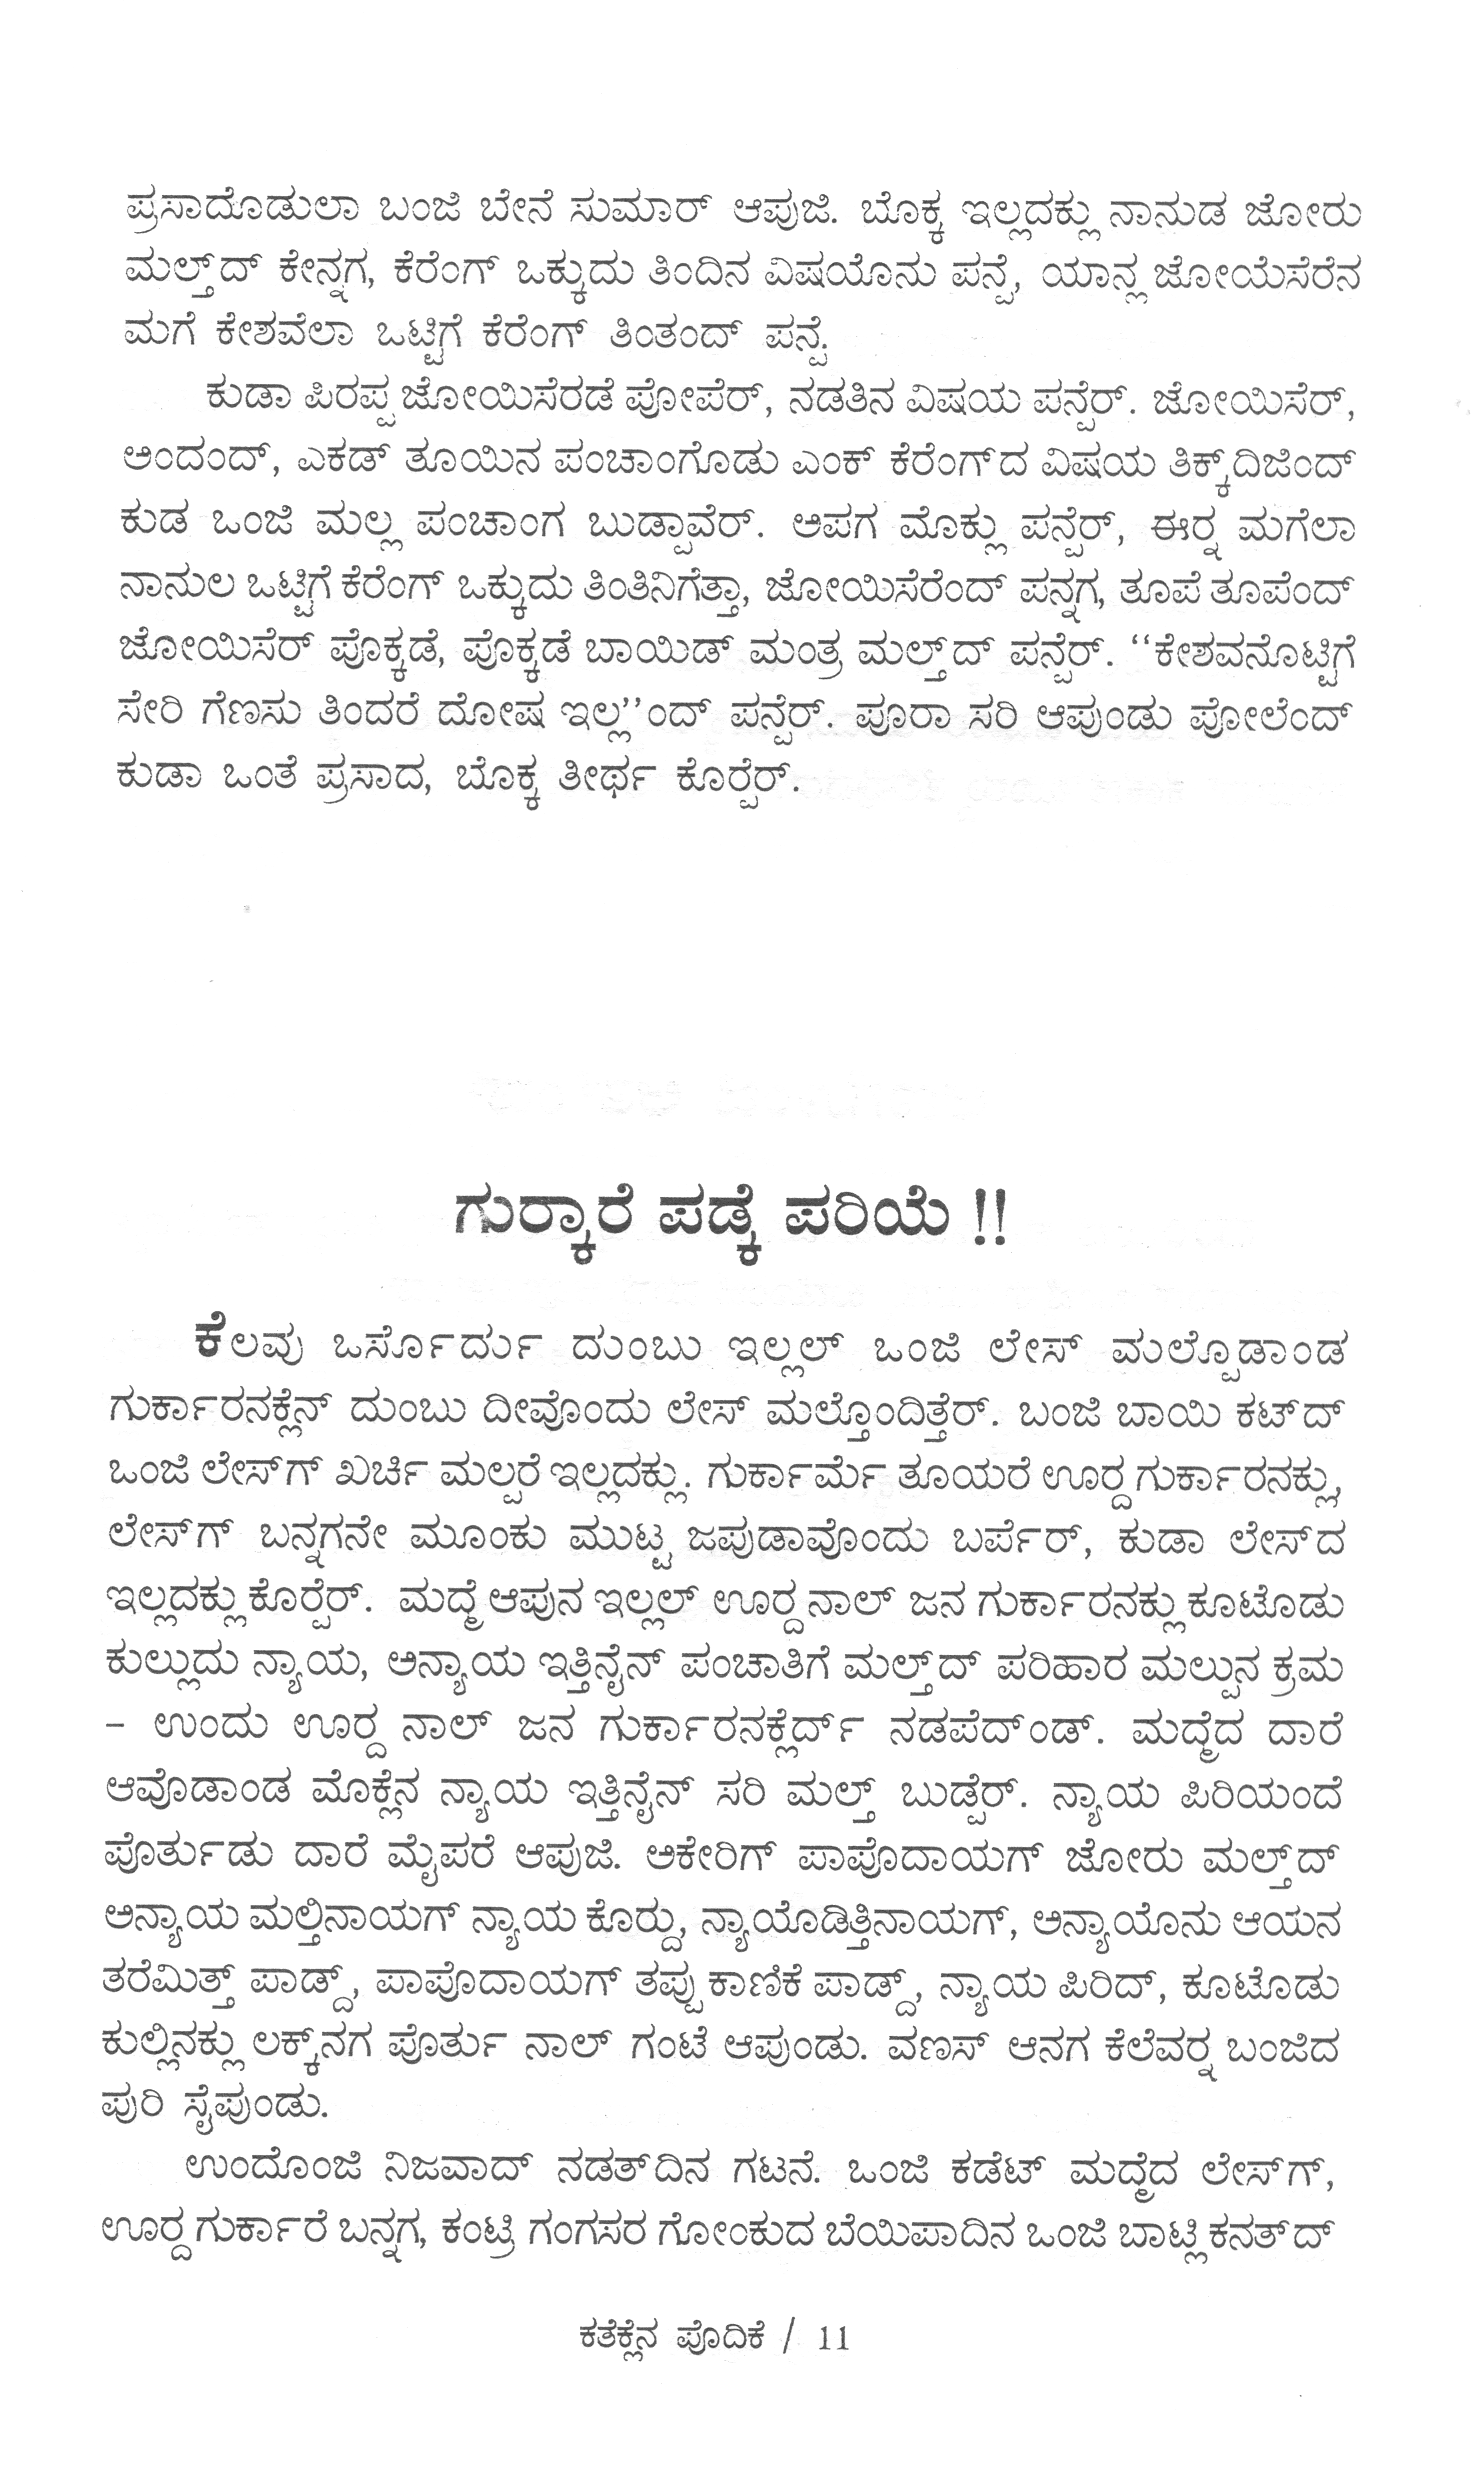 ಪ್ರಸಾದೊಡುಲಾ ಬಂಜಿ ಬೇನೆ ಸುಮಾರ್ ಆಪುಜಿ. ಬೊಕ್ಕ ಇಲ್ಲದಕ್ಲು ನಾನುಡ ಜೋರು
ಮಲ್ತ್‌ದ್ ಕೇನ್ನಗ, ಕೆರೆಂಗ್ ಒಕ್ಕುದು ತಿಂದಿನ ವಿಷಯೊನು ಪನ್ಪೆ, ಯಾನ್ಲ ಜೋಯಿಸೆರೆನ
ಮಗೆ ಕೇಶವೆಲಾ ಒಟ್ಟಿಗೆ ಕೆರೆಂಗ್ ತಿಂತಂದ್ ಪನ್ಪೆ.
ಕುಡಾ ಪಿರಪ್ಪ ಜೋಯಿಸೆರಡೆ ಪೋಪೆರ್, ನಡತಿನ ವಿಷಯ ಪನ್ಪೆರ್. ಜೋಯಿಸೆರ್,
ಅಂದಂದ್, ಎಕಡ್ ತೂಯಿನ ಪಂಚಾಂಗೊಡು ಎಂಕ್ ಕೆರೆಂಗ್‌ದ ವಿಷಯ ತಿಕ್ಕ್‌ದಿಜಿಂದ್
ಕುಡ ಒಂಜಿ ಮಲ್ಲ ಪಂಚಾಂಗ ಬುಡ್ಪಾವೆರ್. ಆಪಗ ಮೊಕ್ಲು ಪನ್ಪೆರ್, ಈರ್‍ನ ಮಗೆಲಾ
ನಾನುಲ ಒಟ್ಟಿಗೆ ಕೆರೆಂಗ್ ಒಕ್ಕುದು ತಿಂತಿನಿಗೆತ್ತಾ, ಜೋಯಿಸೆರೆಂದ್ ಪನ್ನಗ, ತೂಪೆ ತೂಪೆಂದ್
ಜೋಯಿಸೆರ್ ಪೊಕ್ಕಡೆ, ಪೊಕ್ಕಡೆ ಬಾಯಿಡ್ ಮಂತ್ರ ಮಲ್ತ್‌ದ್ ಪನ್ಪೆರ್. “ಕೇಶವನೊಟ್ಟಿಗೆ
ಸೇರಿ ಗೆಣಸು ತಿಂದರೆ ದೋಷ ಇಲ್ಲ”ಂದ್ ಪನ್ಪೆರ್. ಪೂರಾ ಸರಿ ಆಪುಂಡು ಪೋಲೆಂದ್
ಕುಡಾ ಒಂತೆ ಪ್ರಸಾದ, ಬೊಕ್ಕ ತೀರ್ಥ ಕೊರ್‍ಪೆರ್.
ಗುರ್‍ಕಾರೆ ಪಡ್ಕೆ ಪರಿಯೆ !!
ಕೆಲವು ಒರ್ಸೊರ್ದು ದುಂಬು ಇಲ್ಲಲ್ ಒಂಜಿ ಲೇಸ್ ಮಲ್ಪೊಡಾಂಡ
ಗುರ್ಕಾರನಕ್ಲೆನ್ ದುಂಬು ದೀವೊಂದು ಲೇಸ್ ಮಲ್ತೊಂದಿತ್ತೆರ್. ಬಂಜಿ ಬಾಯಿ ಕಟ್‌ದ್
ಒಂಜಿ ಲೇಸ್‌ಗ್ ಖರ್ಚಿ ಮಲ್ಪರೆ ಇಲ್ಲದಕ್ಲು. ಗುರ್ಕಾರ್ಮೆ ತೂಯರೆ ಊರ್‍ದ ಗುರ್ಕಾರನಕ್ಲು,
ಲೇಸ್‌ಗ್ ಬನ್ನಗನೇ ಮೂಂಕು ಮುಟ್ಟ ಜಪುಡಾವೊಂದು ಬರ್ಪೆರ್, ಕುಡಾ ಲೇಸ್‌ದ
ಇಲ್ಲದಕ್ಲು ಕೊರ್‍ಪೆರ್. ಮದ್ಮೆ ಆಪುನ ಇಲ್ಲಲ್ ಊರ್‍ದ ನಾಲ್ ಜನ ಗುರ್ಕಾರನಕ್ಲು ಕೂಟೊಡು
ಕುಲ್ಲುದು ನ್ಯಾಯ, ಅನ್ಯಾಯ ಇತ್ತಿನೈನ್ ಪಂಚಾತಿಗೆ ಮಲ್ತ್‌ದ್ ಪರಿಹಾರ ಮಲ್ಪುನ ಕ್ರಮ
– ಉಂದು ಊರ್‍ದ ನಾಲ್ ಜನ ಗುರ್ಕಾರನಕ್ಲೆರ್ದ್ ನಡಪೆದ್‌ಂಡ್. ಮದ್ಮೆದ ದಾರೆ
ಆವೊಡಾಂಡ ಮೊಕ್ಲೆನ ನ್ಯಾಯ ಇತ್ತಿನೈನ್ ಸರಿ ಮಲ್ತ್ ಬುಡ್ಪೆರ್. ನ್ಯಾಯ ಪಿರಿಯಂದೆ
ಪೊರ್ತುಡು ದಾರೆ ಮೈಪರೆ ಆಪುಜಿ. ಅಕೇರಿಗ್ ಪಾಪೊದಾಯಗ್ ಜೋರು ಮಲ್ತ್‌ದ್
ಅನ್ಯಾಯ ಮಲ್ತಿನಾಯಗ್ ನ್ಯಾಯ ಕೊರ್‍ದು, ನ್ಯಾಯೊಡಿತ್ತಿನಾಯಗ್, ಅನ್ಯಾಯೊನು ಆಯನ
ತರೆಮಿತ್ತ್ ಪಾಡ್ದ್, ಪಾಪೊದಾಯಗ್ ತಪ್ಪು ಕಾಣಿಕೆ ಪಾಡ್ದ್, ನ್ಯಾಯ ಪಿರಿದ್, ಕೂಟೊಡು
ಕುಲ್ಲಿನಕ್ಲು ಲಕ್ಕ್‌ನಗ ಪೊರ್ತು ನಾಲ್ ಗಂಟೆ ಆಪುಂಡು. ವಣಸ್ ಆನಗ ಕೆಲೆವರ್‍ನ ಬಂಜಿದ
ಪುರಿ ಸೈಪುಂಡು.
ಉಂದೊಂಜಿ ನಿಜವಾದ್ ನಡತ್‌ದಿನ ಗಟನೆ. ಒಂಜಿ ಕಡೆಟ್ ಮದ್ಮೆದ ಲೇಸ್‌ಗ್,
ಊರ್‍ದ ಗುರ್ಕಾರೆ ಬನ್ನಗ, ಕಂಟ್ರಿ ಗಂಗಸರ ಗೋಂಕುದ ಬೆಯಿಪಾದಿನ ಒಂಜಿ ಬಾಟ್ಲಿ ಕನತ್‌ದ್
ಕತೆಕ್ಲೆನ ಪೊದಿಕೆ / 11